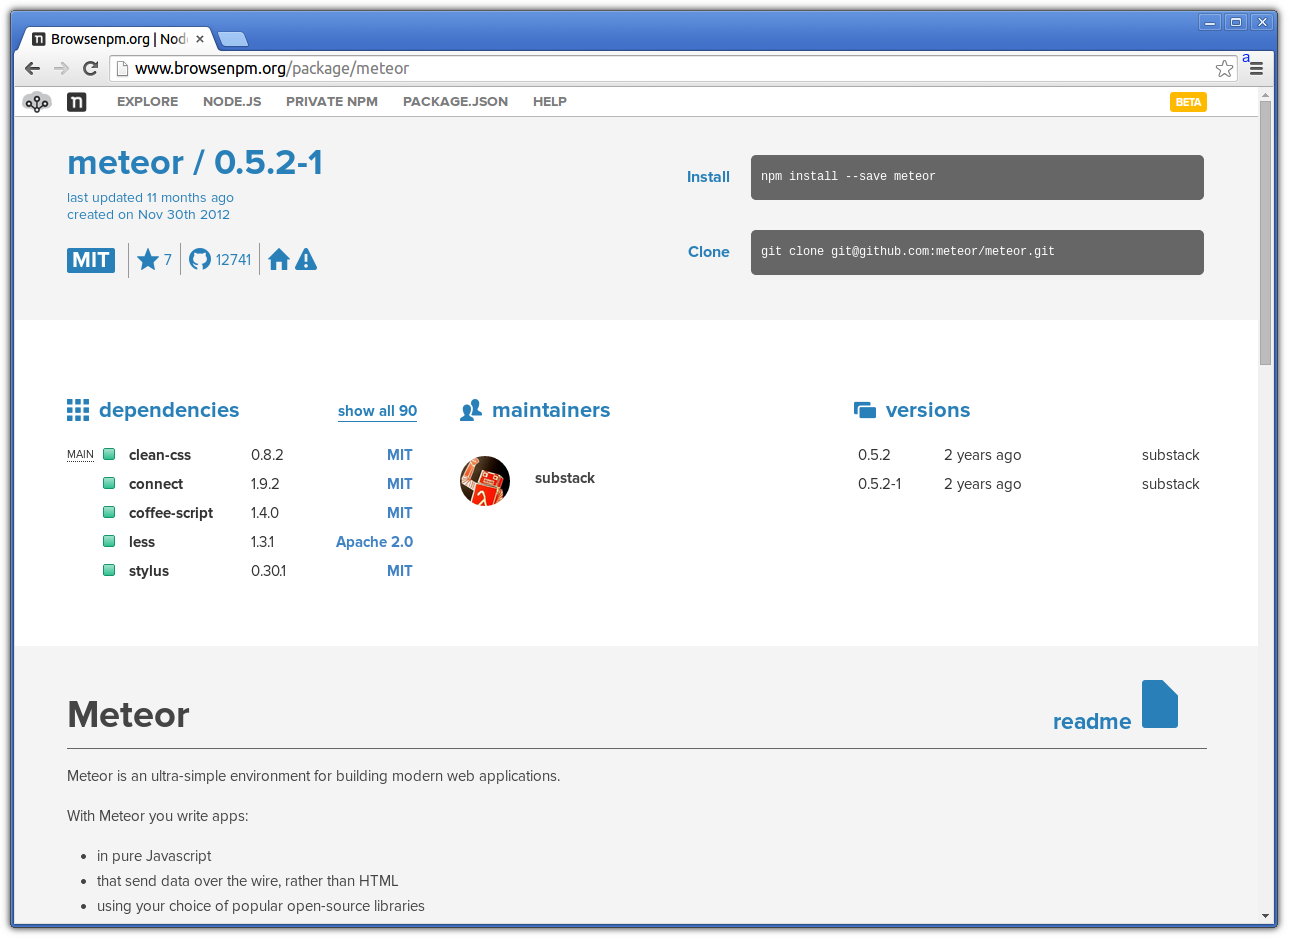 Browsenpm.org | Nod
www.browsenpm.org/package/meteor
a
n EXPLORE NODE.JS PRIVATE NPM PACKAGE.JSON HELP BETA
meteor / 0.5.2-1
last updated 11 months ago
created on Nov 30th 2012
MIT 7 12741
Install npm install --save meteor
Clone git clone git@github.com:meteor/meteor.git
dependencies show all 90
MAIN clean-css 0.8.2 MIT
connect 1.9.2 MIT
coffee-script 1.4.0 MIT
less 1.3.1 Apache 2.0
stylus 0.30.1 MIT
maintainers
substack
versions
0.5.2 2 years ago substack
0.5.2-1 2 years ago substack
Meteor readme
Meteor is an ultra-simple environment for building modern web applications.
With Meteor you write apps:
• in pure Javascript
• that send data over the wire, rather than HTML
• using your choice of popular open-source libraries